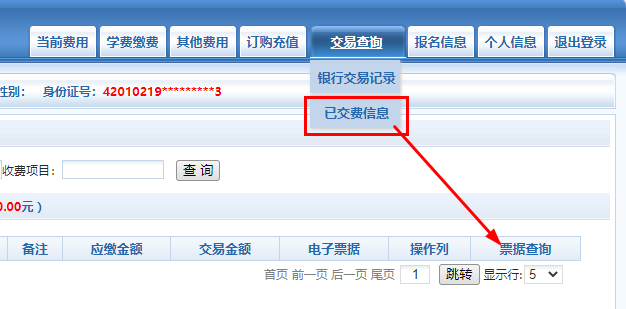 当前费用 学费缴费 其他费用 订购充值 交易查询 报名信息 个人信息 退出登录
银行交易记录
性别： 身份证号：42010219*********3
已交费信息
收费项目： 查 询
0.00元 ）
备注 应缴金额 交易金额 电子票据 操作列 票据查询
首页 前一页 后一页 尾页 1 跳转 显示行: 5